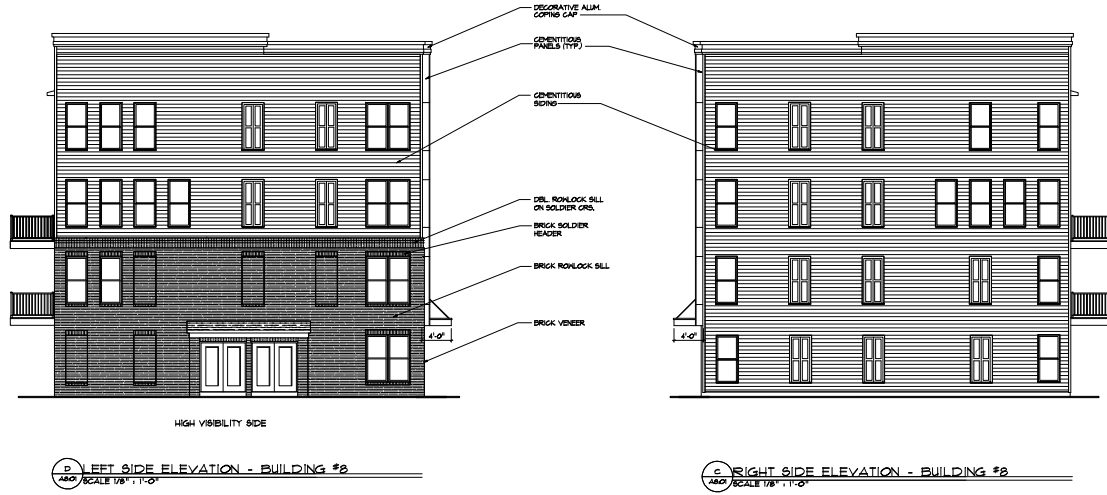 DECORATIVE ALUM.
COPING CAP
CEMENTITIOUS
PANELS (TYP.)
CEMENTITIOUS
SIDING
DBL. ROWLOCK SILL
ON SOLDIER CRS.
BRICK SOLDIER
HEADER
BRICK ROWLOCK SILL
BRICK VENEER
4'-0"
4'-0"
HIGH VISIBILITY SIDE
D
A801
LEFT SIDE ELEVATION - BUILDING #8
SCALE 1/8" : 1'-0"
C
A801
RIGHT SIDE ELEVATION - BUILDING #8
SCALE 1/8" : 1'-0"